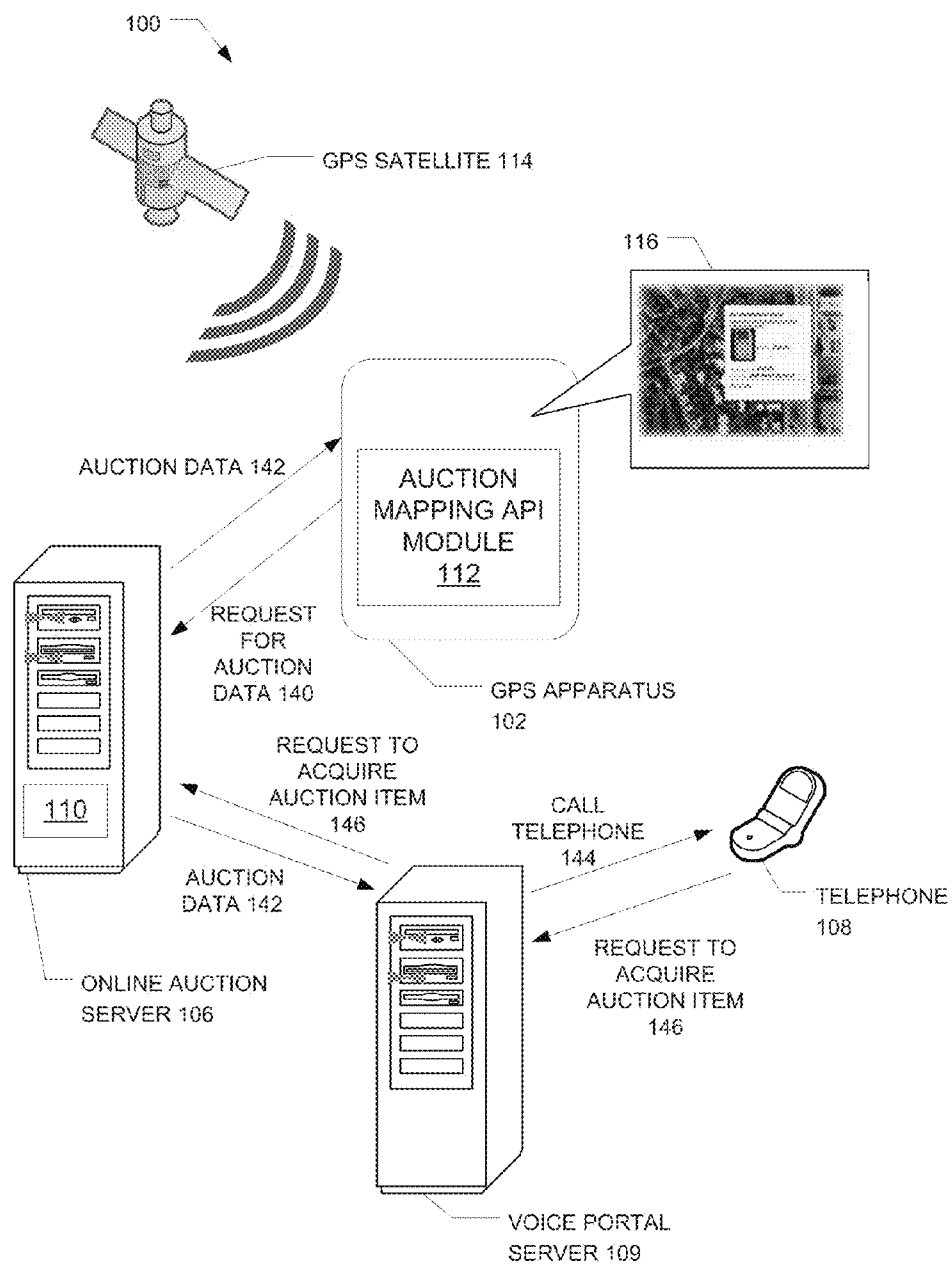 100
GPS SATELLITE 114
116
AUCTION DATA 142
AUCTION
MAPPING API
MODULE
112
REQUEST
FOR
AUCTION
DATA 140
GPS APPARATUS
102
REQUEST TO
ACQUIRE
AUCTION ITEM
146
110
CALL
TELEPHONE
144
AUCTION
DATA 142
TELEPHONE
108
REQUEST TO
ACQUIRE
AUCTION ITEM
146
ONLINE AUCTION
SERVER 106
VOICE PORTAL
SERVER 109